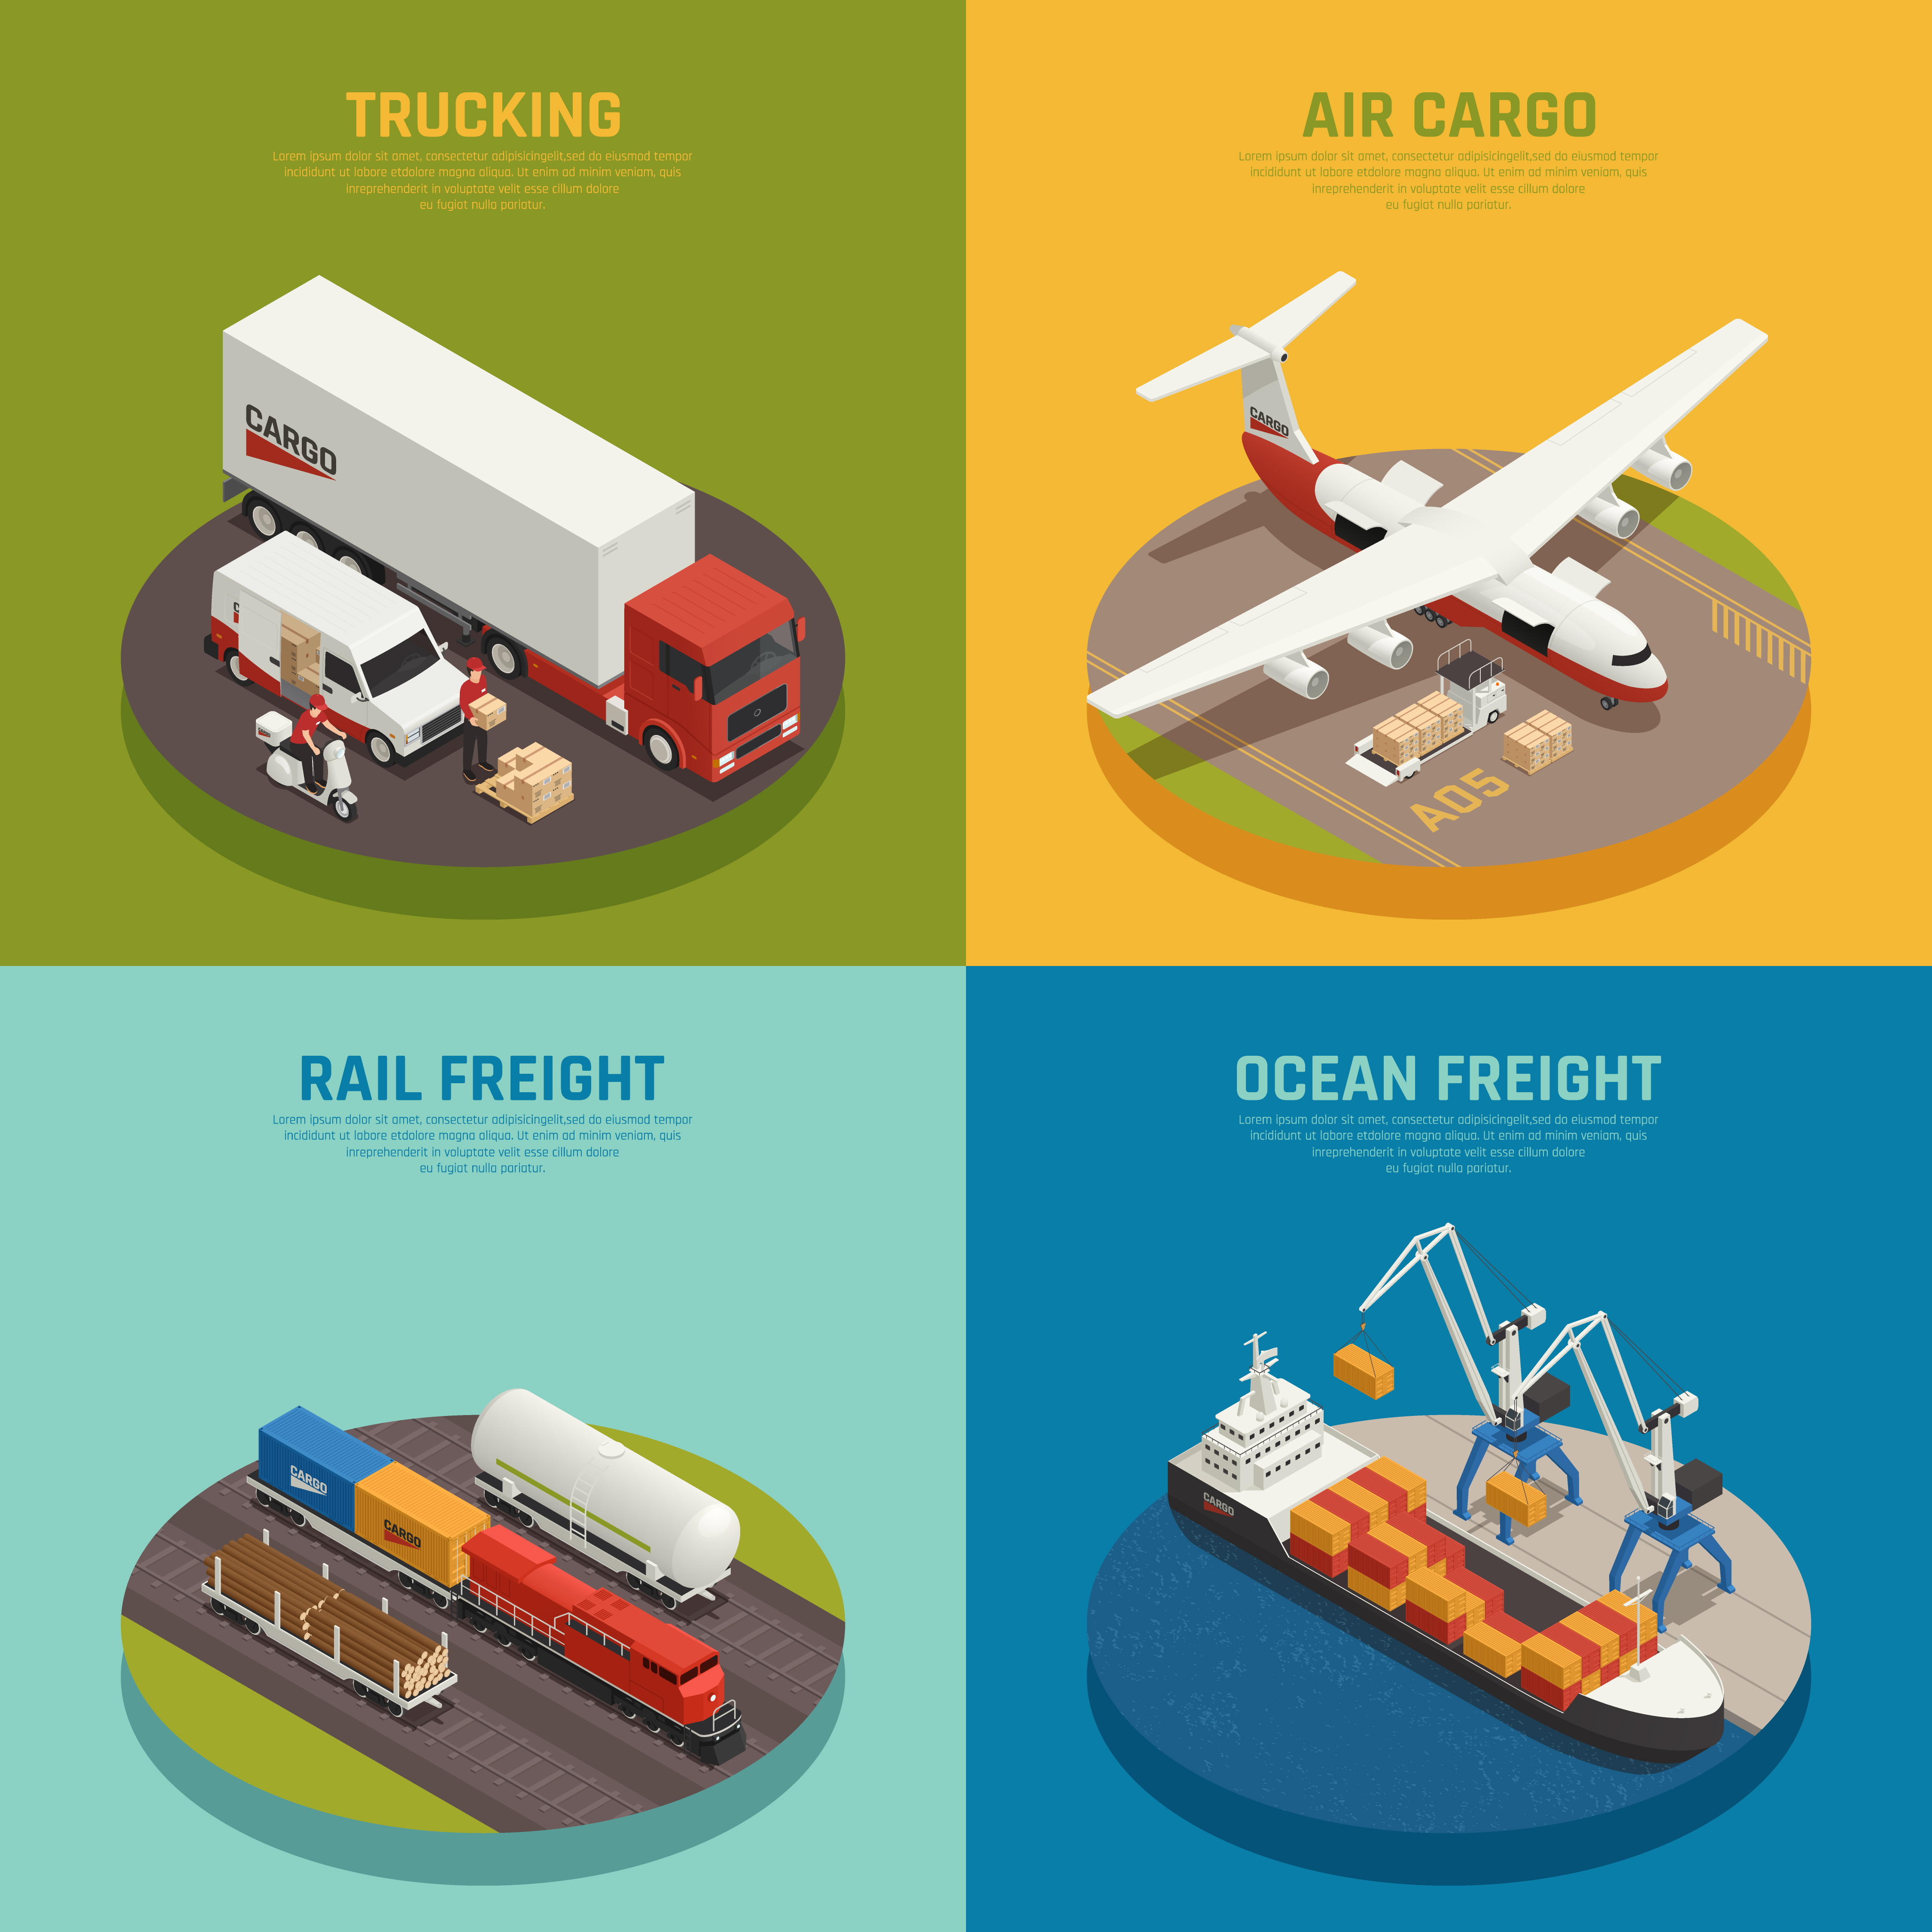 TRUCKING
Lorem ipsum dolor sit amet, consectetur adipisicingelit,sed do eiusmod tempor
incididunt ut labore etdolore magna aliqua. Ut enim ad minim veniam, quis
inreprehenderit in voluptate velit esse cillum dolore
eu fugiat nulla pariatur.
CARGO
C
AIR CARGO
Lorem ipsum dolor sit amet, consectetur adipisicingelit,sed do eiusmod tempor
incididunt ut labore etdolore magna aliqua. Ut enim ad minim veniam, quis
inreprehenderit in voluptate velit esse cillum dolore
eu fugiat nulla pariatur.
CARGO
A05
RAIL FREIGHT
Lorem ipsum dolor sit amet, consectetur adipisicingelit,sed do eiusmod tempor
incididunt ut labore etdolore magna aliqua. Ut enim ad minim veniam, quis
inreprehenderit in voluptate velit esse cillum dolore
eu fugiat nulla pariatur.
CARGO
CARGO
OCEAN FREIGHT
Lorem ipsum dolor sit amet, consectetur adipisicingelit,sed do eiusmod tempor
incididunt ut labore etdolore magna aliqua. Ut enim ad minim veniam, quis
inreprehenderit in voluptate velit esse cillum dolore
eu fugiat nulla pariatur.
CARGO